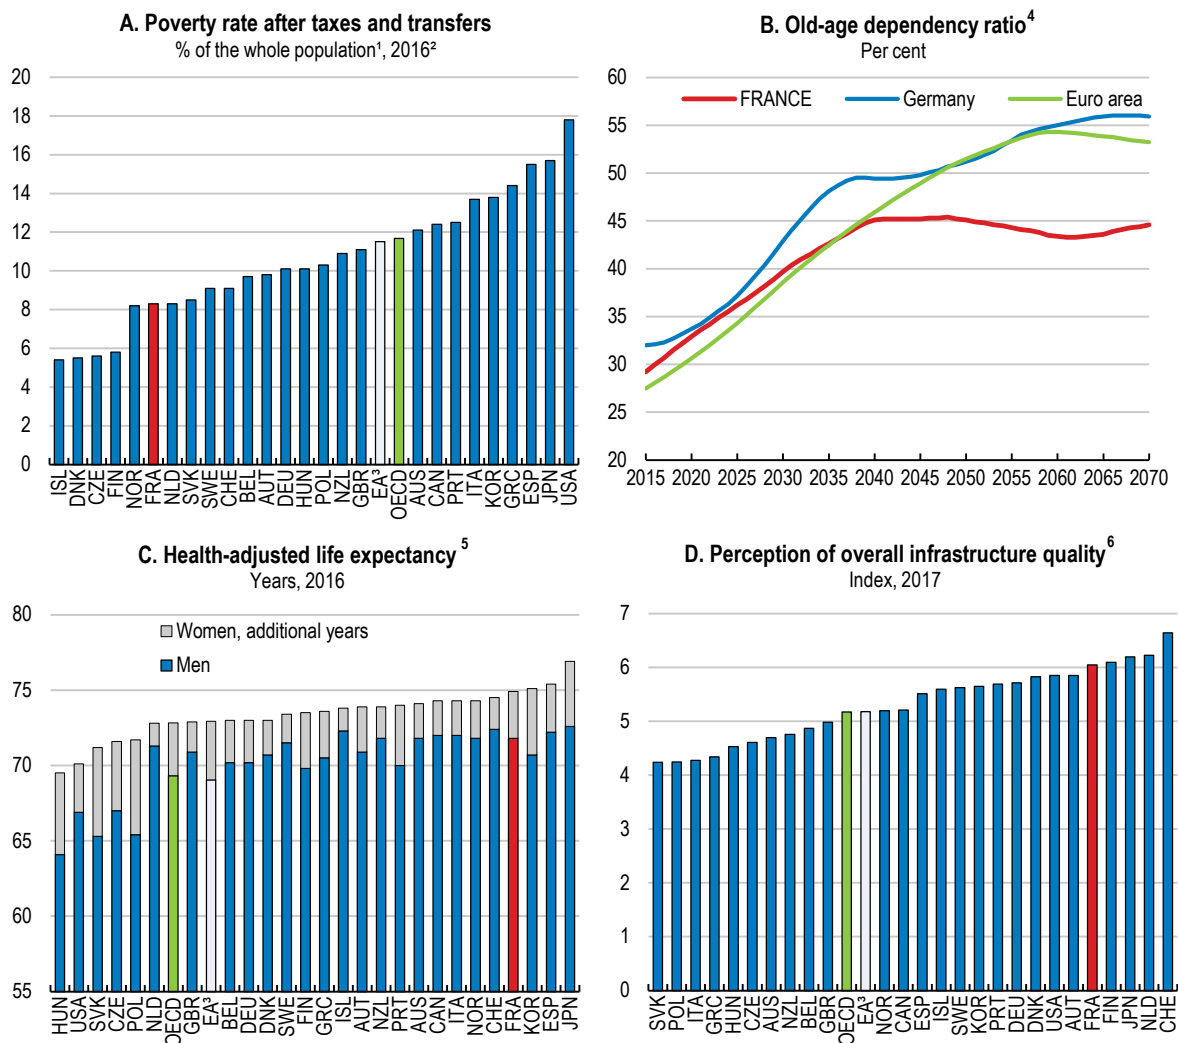 A. Poverty rate after taxes and transfers
% of the whole population¹, 2016²
20
18
16
14
12
10
8
6
4
2
0
ISL DNK CZE FIN NOR FRA NLD SVK SWE CHE BEL AUT DEU HUN POL NZL GBR EA³ OECD AUS CAN PRT ITA KOR GRC ESP JPN USA
B. Old-age dependency ratio⁴
Per cent
60
55
50
45
40
35
30
20
FRANCE Germany Euro area
2015 2020 2025 2030 2035 2040 2045 2050 2055 2060 2065 2070
C. Health-adjusted life expectancy ⁵
Years, 2016
80
75
70
65
60
55
Women, additional years
Men
HUN USA SVK CZE POL NLD OECD GBR EA³ BEL DEU DNK SWE FIN GRC ISL AUT NZL PRT AUS CAN ITA NOR CHE FRA KOR ESP JPN
D. Perception of overall infrastructure quality⁶
Index, 2017
7
6
5
4
3
2
1
0
SVK POL ITA GRC HUN CZE AUS NZL BEL GBR OECD EA³ NOR CAN ESP ISL SWE KOR PRT DEU DNK USA AUT FRA FIN JPN NLD CHE